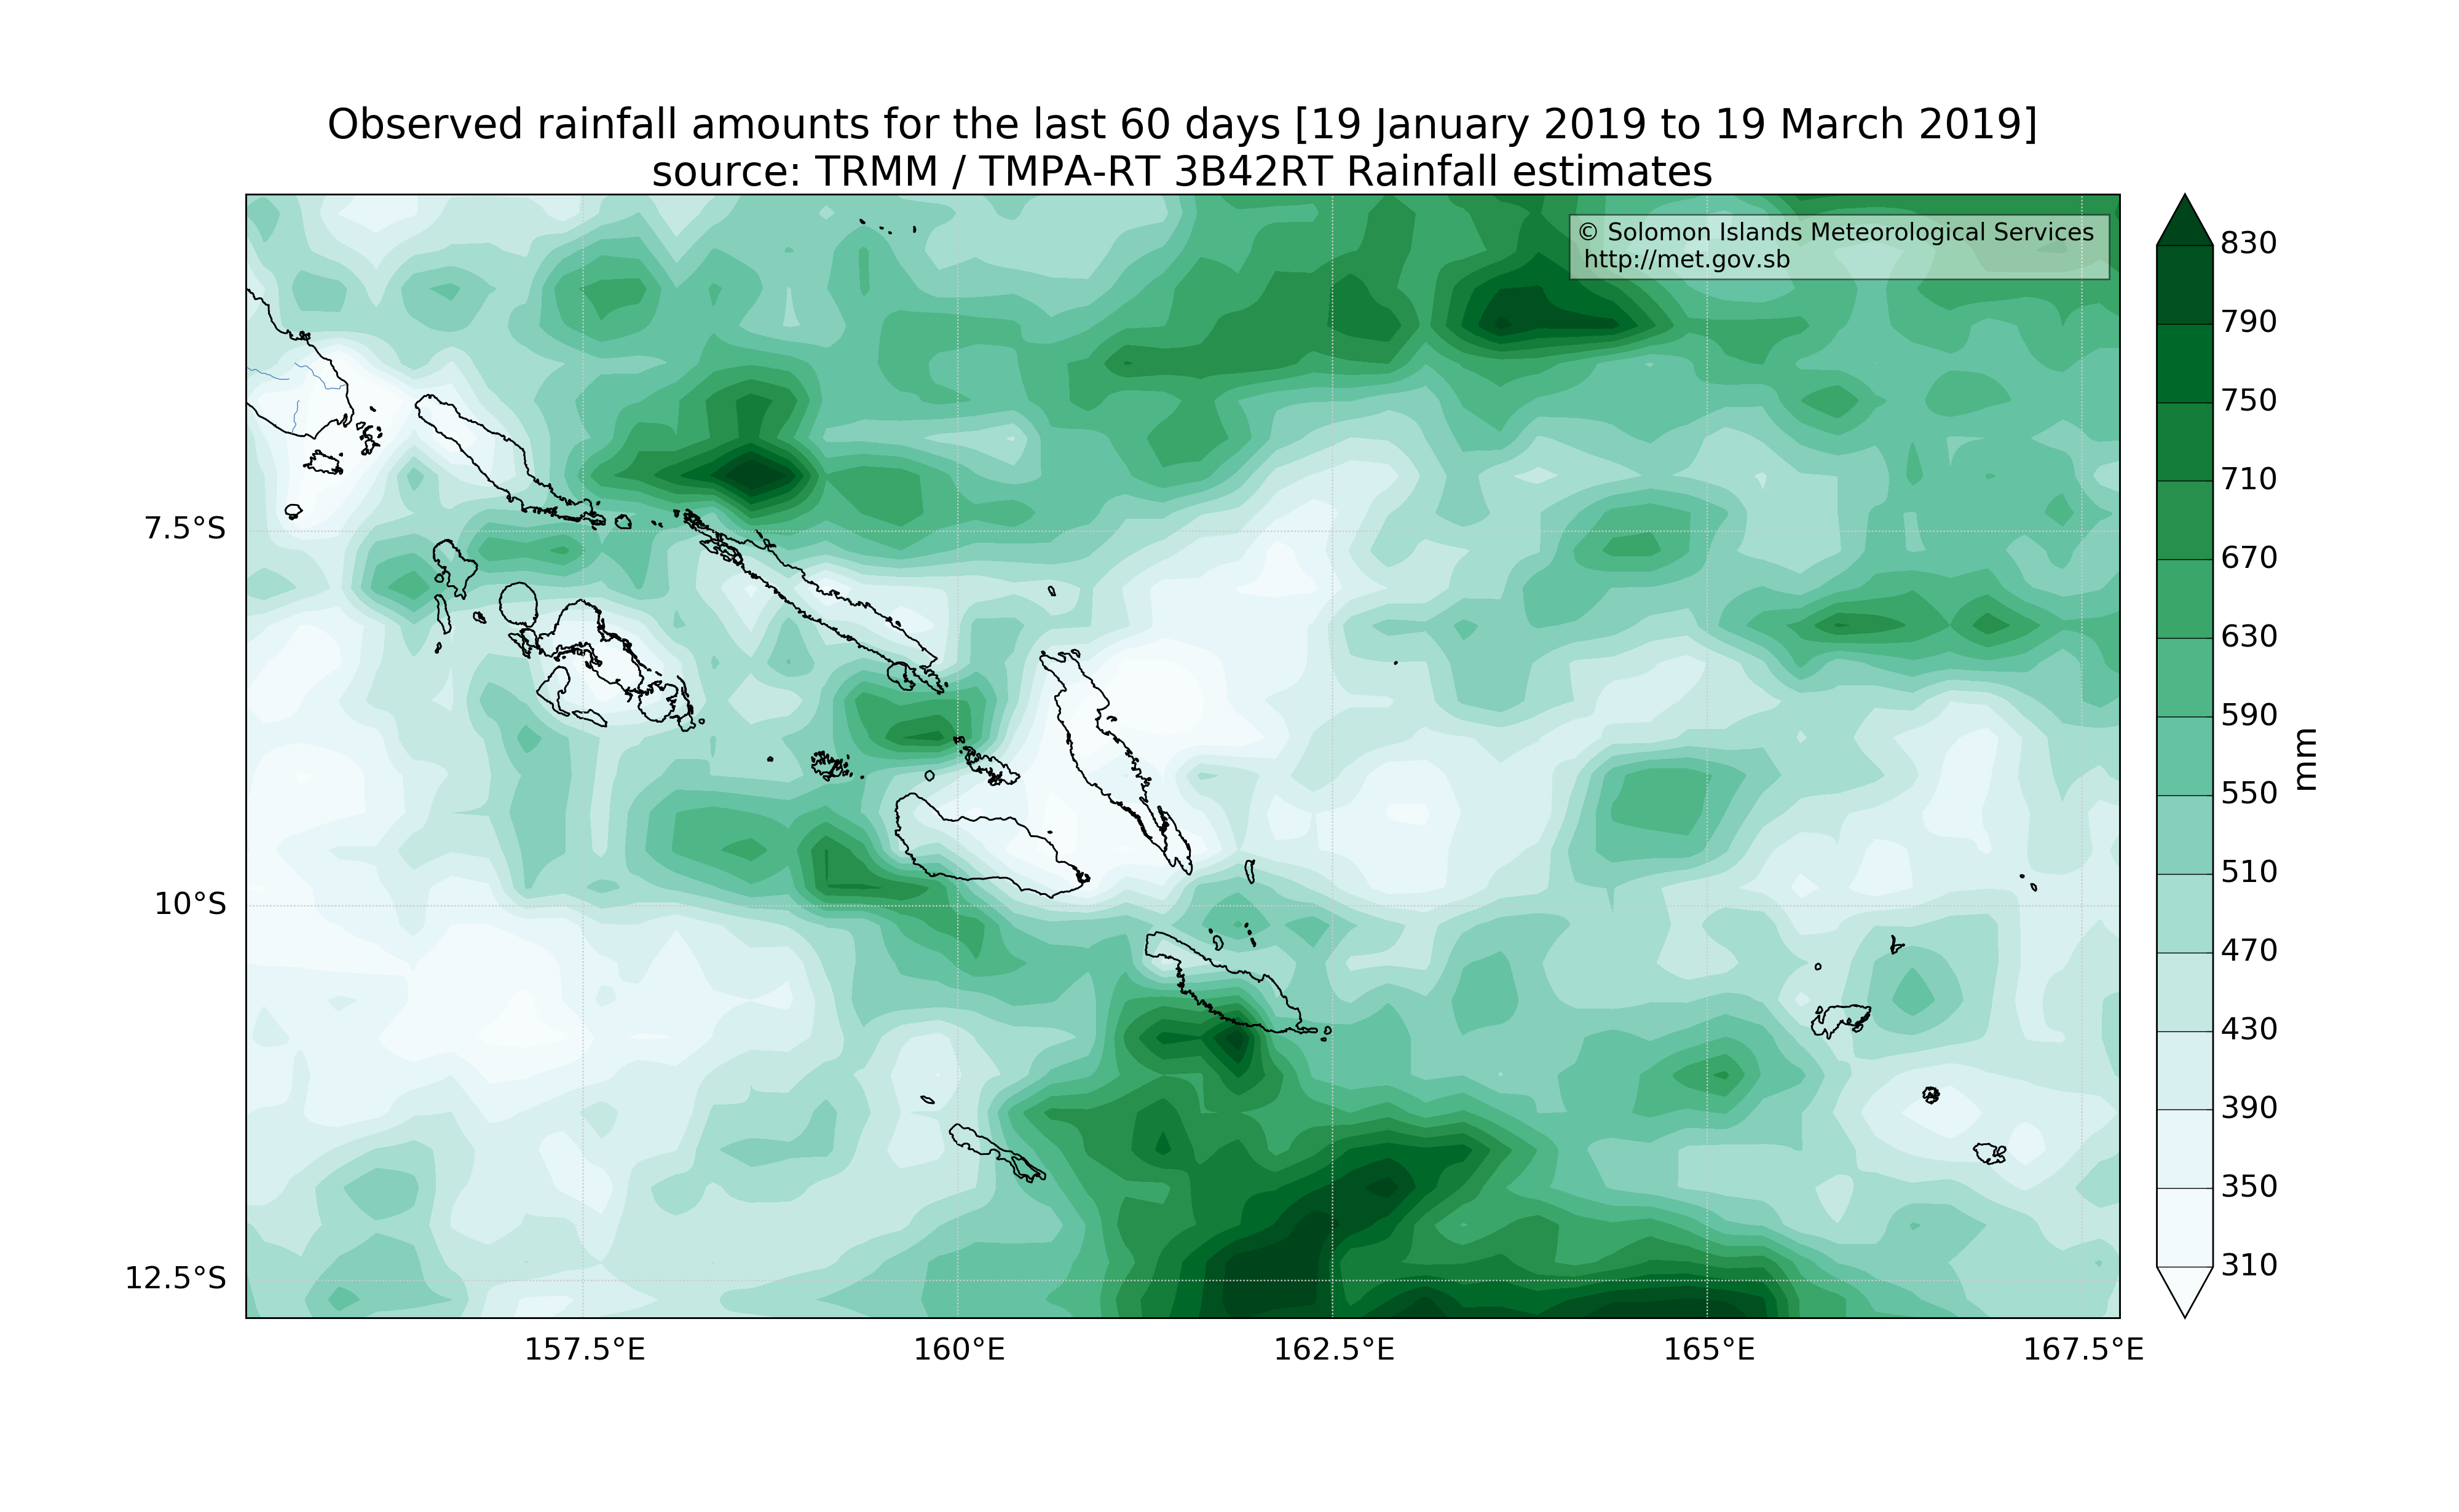 Observed rainfall amounts for the last 60 days [19 January 2019 to 19 March 2019]
source: TRMM / TMPA-RT 3B42RT Rainfall estimates
© Solomon Islands Meteorological Services
http://met.gov.sb
830
790
750
710
670
630
590
550
510
470
430
390
350
310
mm
7.5°S
10°S
12.5°S
157.5°E
160°E
162.5°E
165°E
167.5°E